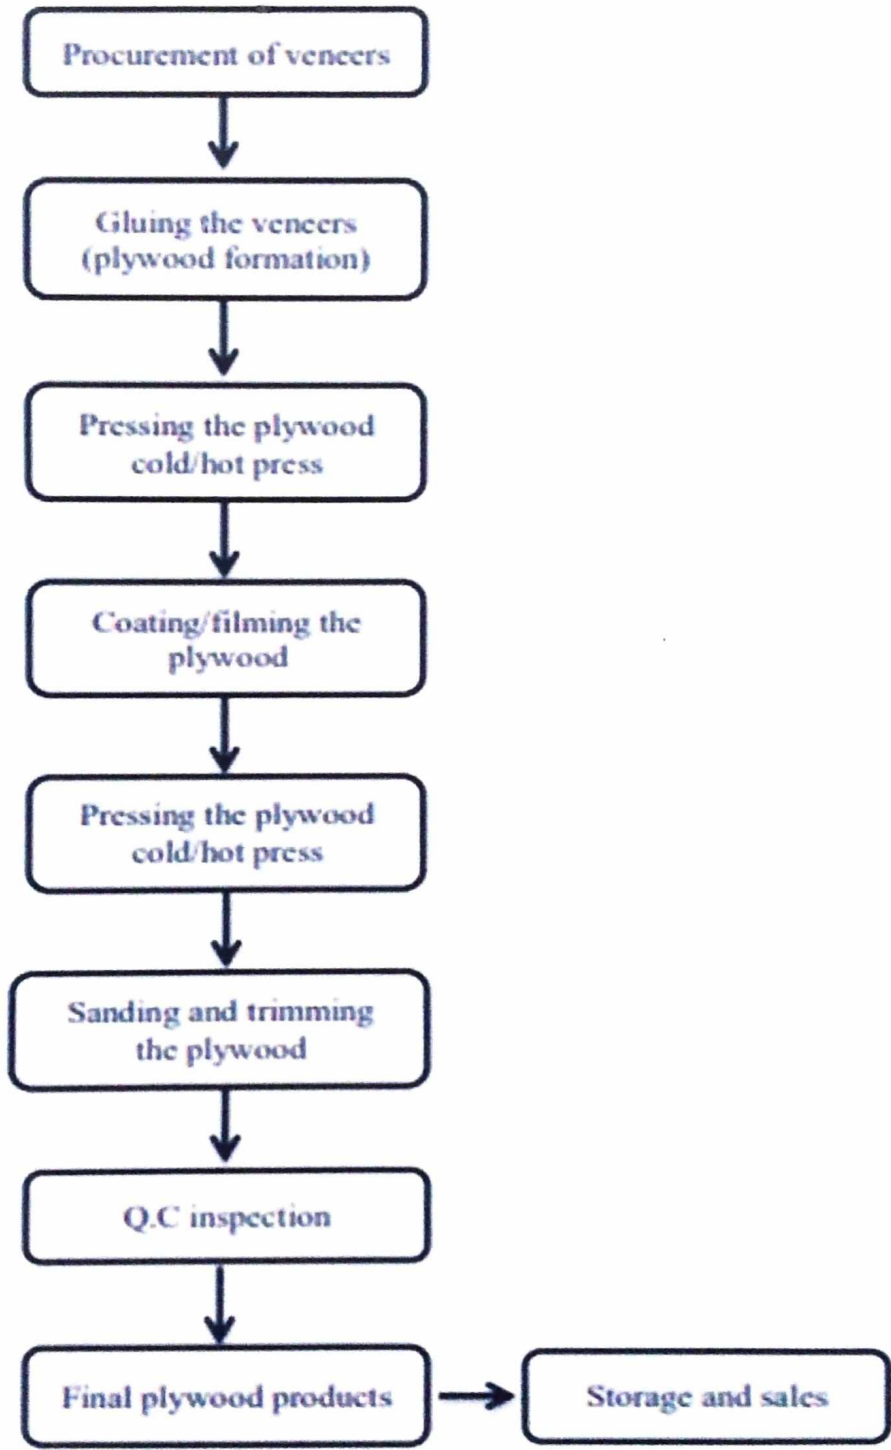 Procurement of veneers
Gluing the veneers
(plywood formation)
Pressing the plywood
cold/hot press
Coating/filming the
plywood
Pressing the plywood
cold/hot press
Sanding and trimming
the plywood
Q.C inspection
Final plywood products
Storage and sales